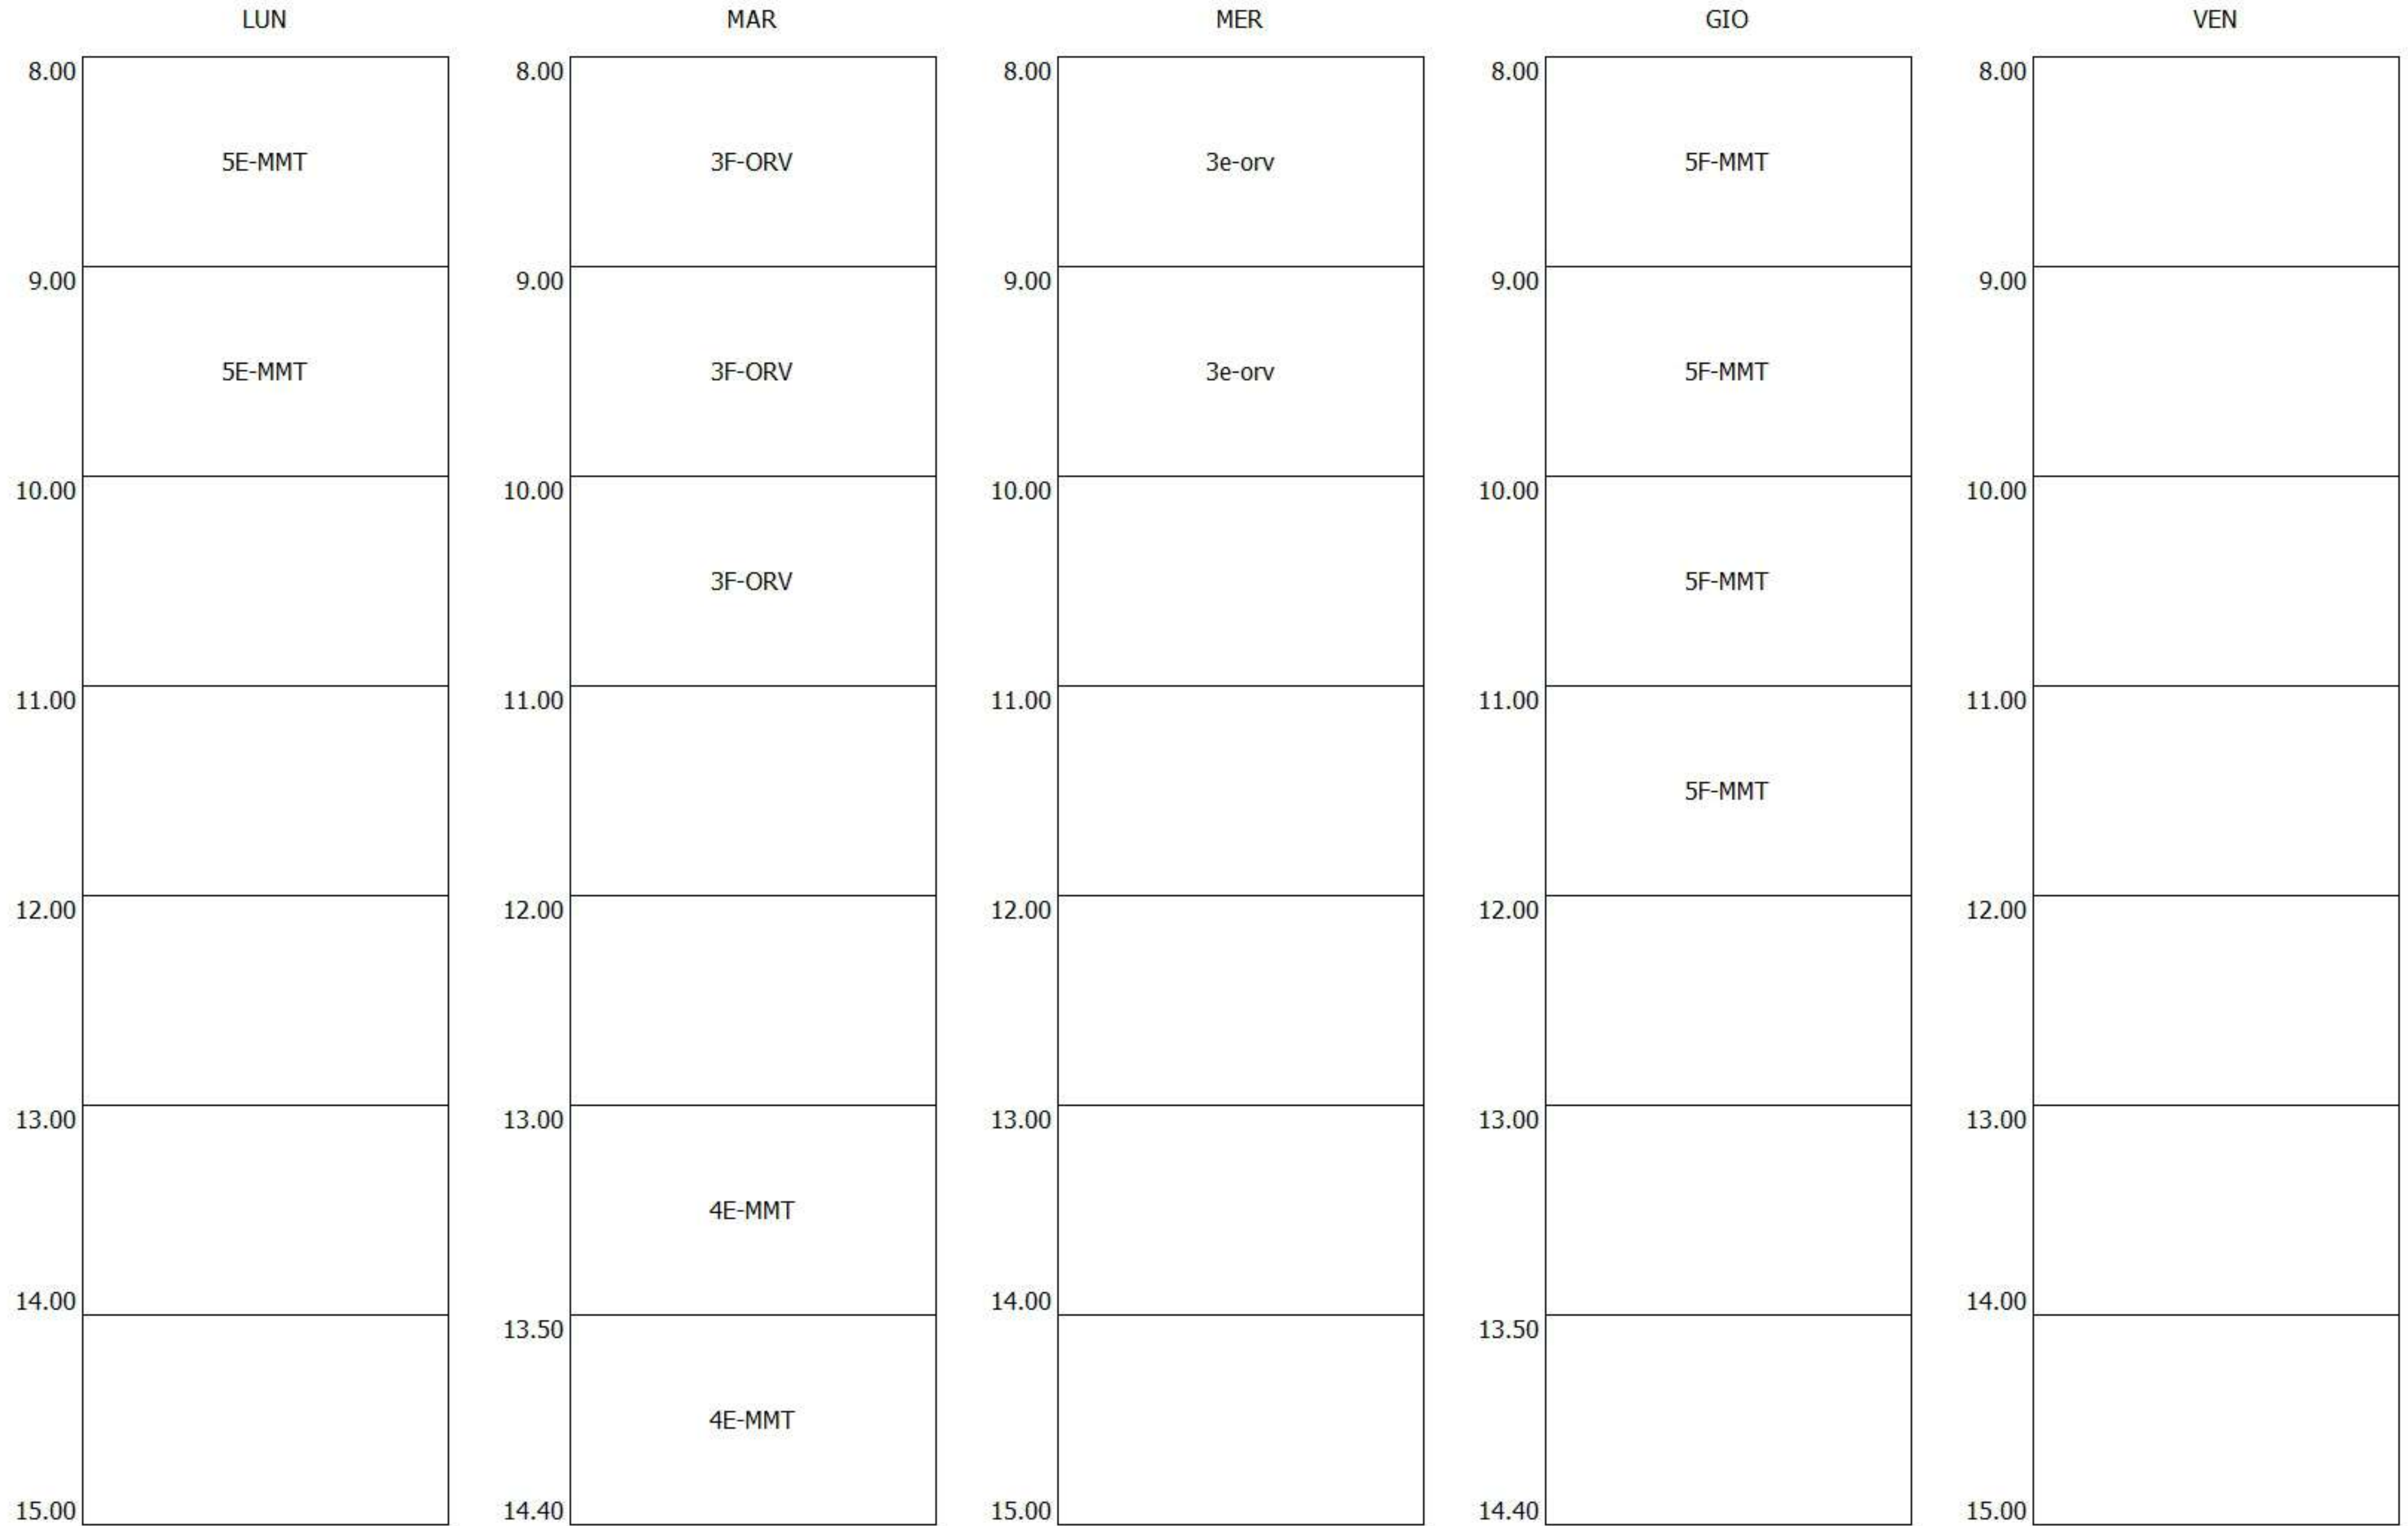 LUN MAR MER GIO VEN
8.00 8.00 8.00 8.00 8.00
5E-MMT 3F-ORV 3e-orv 5F-MMT
9.00 9.00 9.00 9.00 9.00
5E-MMT 3F-ORV 3e-orv 5F-MMT
10.00 10.00 10.00 10.00 10.00
3F-ORV 5F-MMT
11.00 11.00 11.00 11.00 11.00
5F-MMT
12.00 12.00 12.00 12.00 12.00
13.00 13.00 13.00 13.00 13.00
4E-MMT
14.00 14.00 14.00
13.50 13.50
4E-MMT
15.00 14.40 15.00 14.40 15.00